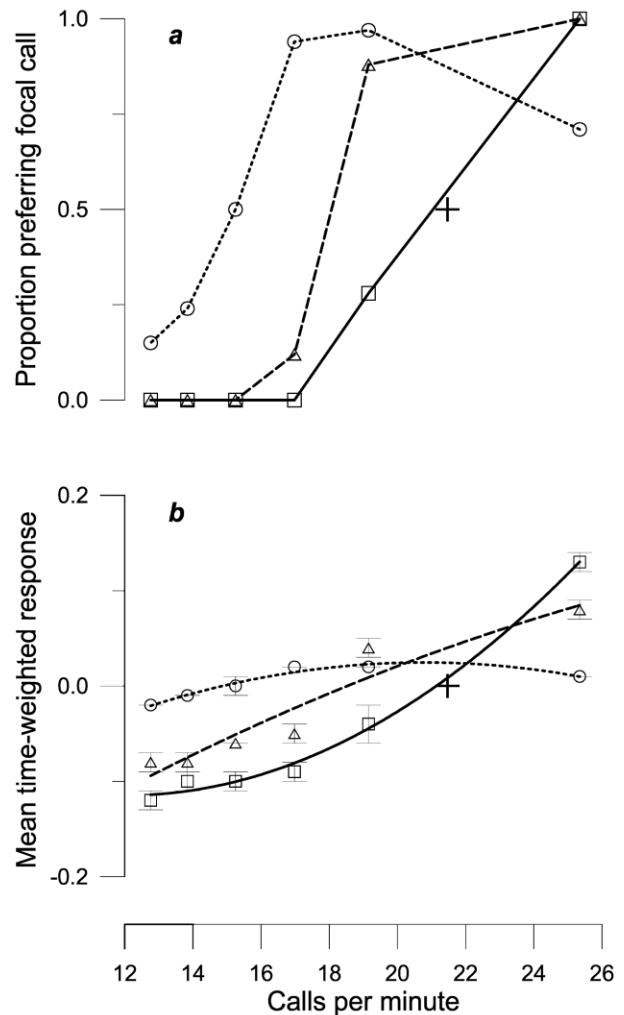 1.0
a
0.5
0.0
Proportion preferring focal call
0.2
b
0.0
-0.2
Mean time-weighted response
12 14 16 18 20 22 24 26
Calls per minute